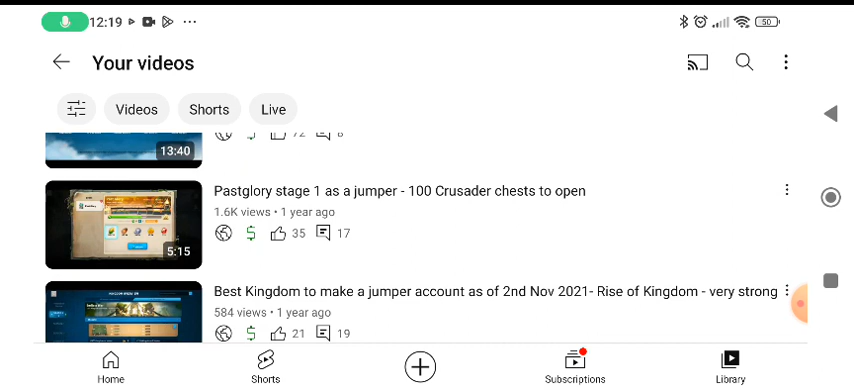 12:19
50
Your videos
Videos
Shorts
Live
13:40
72
8
Pastglory stage 1 as a jumper - 100 Crusader chests to open
1.6K views • 1 year ago
35
17
5:15
Best Kingdom to make a jumper account as of 2nd Nov 2021- Rise of Kingdom - very strong
584 views • 1 year ago
21
19
Home
Shorts
Subscriptions
Library